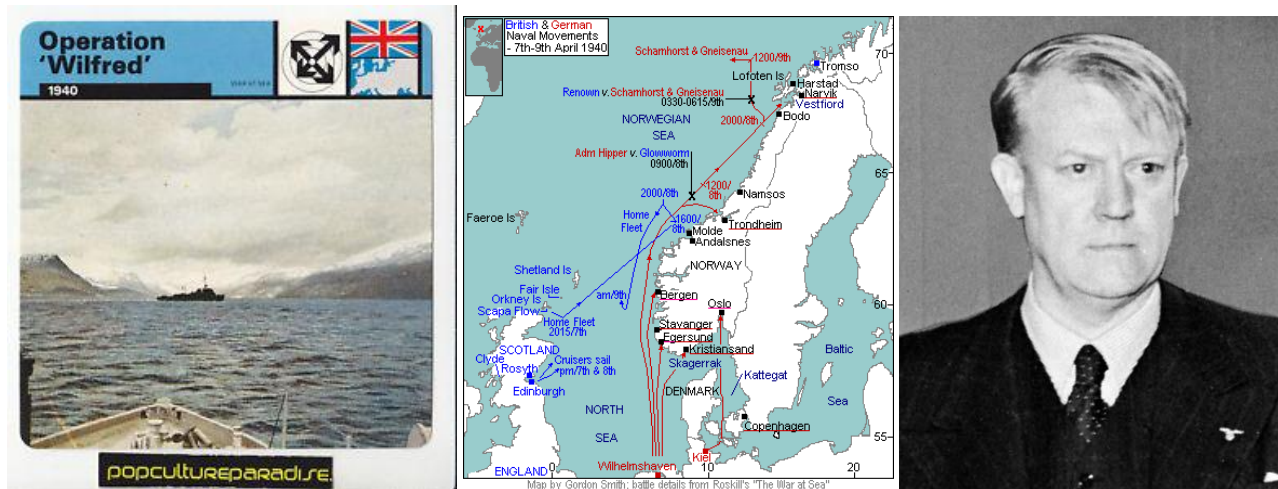 Operation
'Wilfred'
1940
WAR AT SEA
popcultureparadise.
British & German
Naval Movements
- 7th-9th April 1940
Scharnhorst & Gneisenau
1200/9th
70
Tromso
Lofoten Is
Harstad
Narvik
Renown v. Scharnhorst & Gneisenau
0330-0615/9th
Vestfiord
2000/8th
Bodo
NORWEGIAN
SEA
Adm Hipper v. Glowworm
0900/8th
65
2000/8th
1200/
8th
Namsos
Faeroe Is
Home
Fleet
1600/
8th
Trondheim
Molde
Andalsnes
NORWAY
Shetland Is
Fair Isle
am/9th
Bergen
Oslo
60
Orkney Is
Scapa Flow
Home Fleet
2015/7th
Stavanger
Egersund
Kristiansand
SCOTLAND
Skagerrak
Baltic
Clyde
Rosyth
Cruisers sail
pm/7th & 8th
Kattegat
Edinburgh
DENMARK
Sea
NORTH
Copenhagen
SEA
55
Kiel
Wilhelmshaven
ENGLAND
0
10
20
Map by Gordon Smith; battle details from Roskill's "The War at Sea"